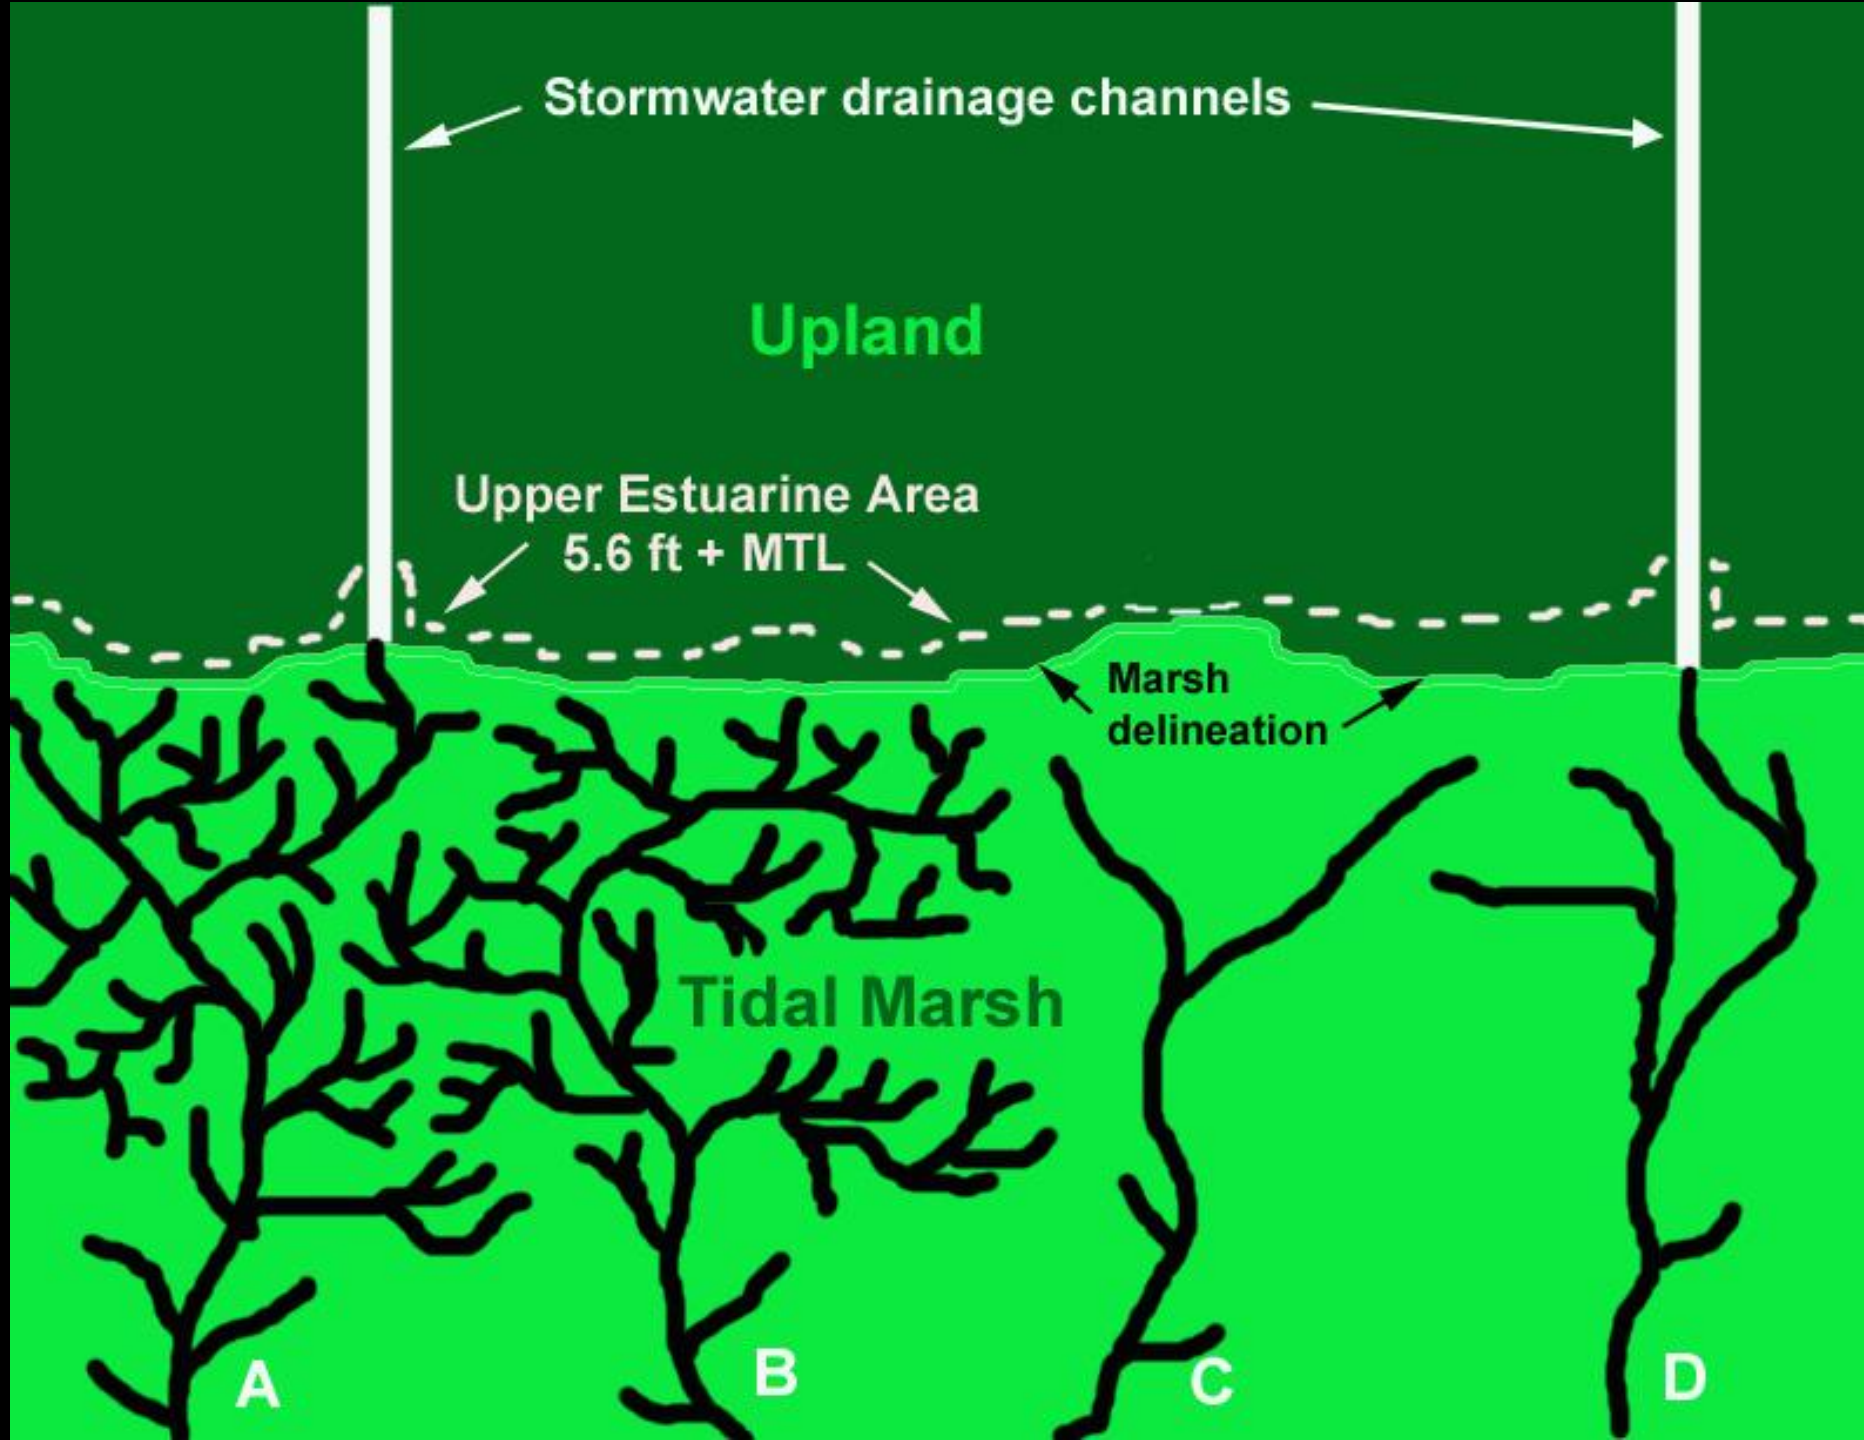 Stormwater drainage channels
Upland
Upper Estuarine Area
5.6 ft + MTL
Marsh
delineation
Tidal Marsh
A
B
C
D